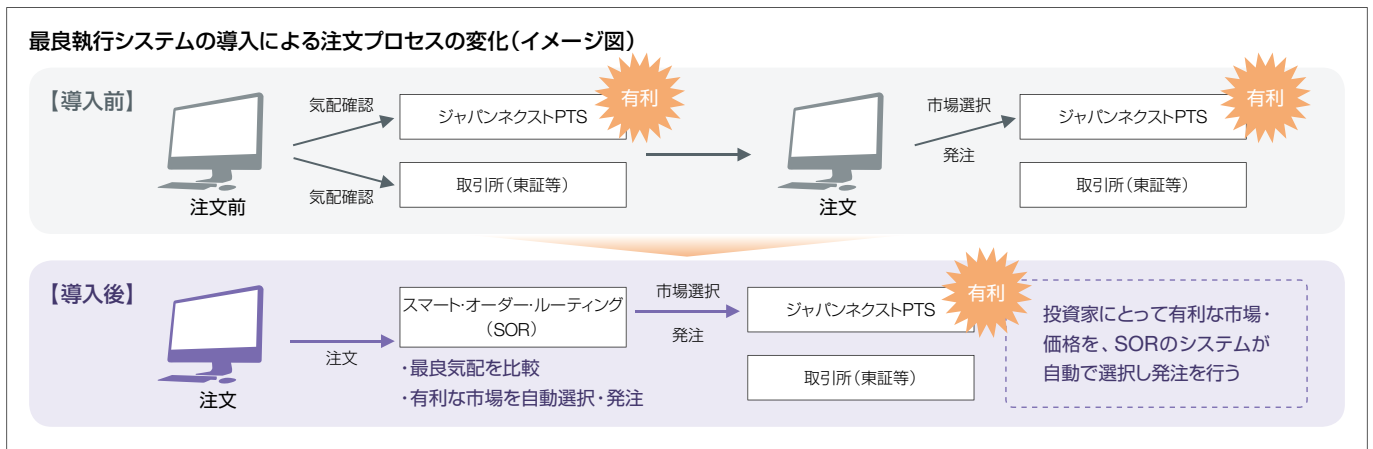 最良執行システムの導入による注文プロセスの変化（イメージ図）
【導入前】
注文前
気配確認
気配確認
ジャパンネクストPTS
有利
取引所（東証等）
注文
市場選択
発注
ジャパンネクストPTS
有利
取引所（東証等）
【導入後】
注文
注文
スマート・オーダー・ルーティング
（SOR）
・最良気配を比較
・有利な市場を自動選択・発注
市場選択
発注
ジャパンネクストPTS
有利
取引所（東証等）
投資家にとって有利な市場・
価格を、SORのシステムが
自動で選択し発注を行う